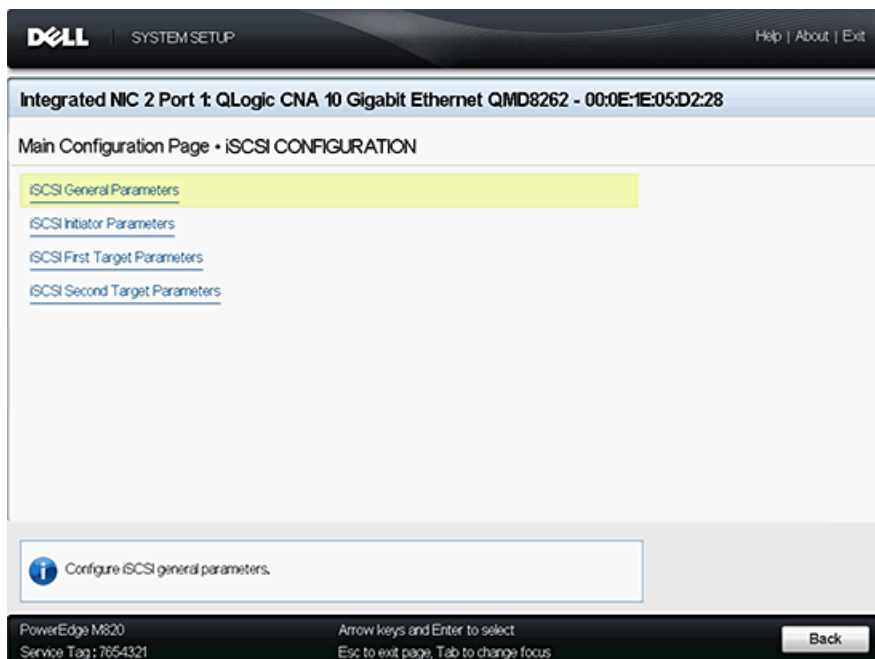 DELL SYSTEM SETUP Help | About | Exit
Integrated NIC 2 Port 1: QLogic CNA 10 Gigabit Ethernet QMD8262 - 00:0E:1E:05:D2:28
Main Configuration Page • iSCSI CONFIGURATION
iSCSI General Parameters
iSCSI Initiator Parameters
iSCSI First Target Parameters
iSCSI Second Target Parameters
Configure iSCSI general parameters.
PowerEdge M820 Arrow keys and Enter to select Back
Service Tag : 7654321 Esc to exit page, Tab to change focus